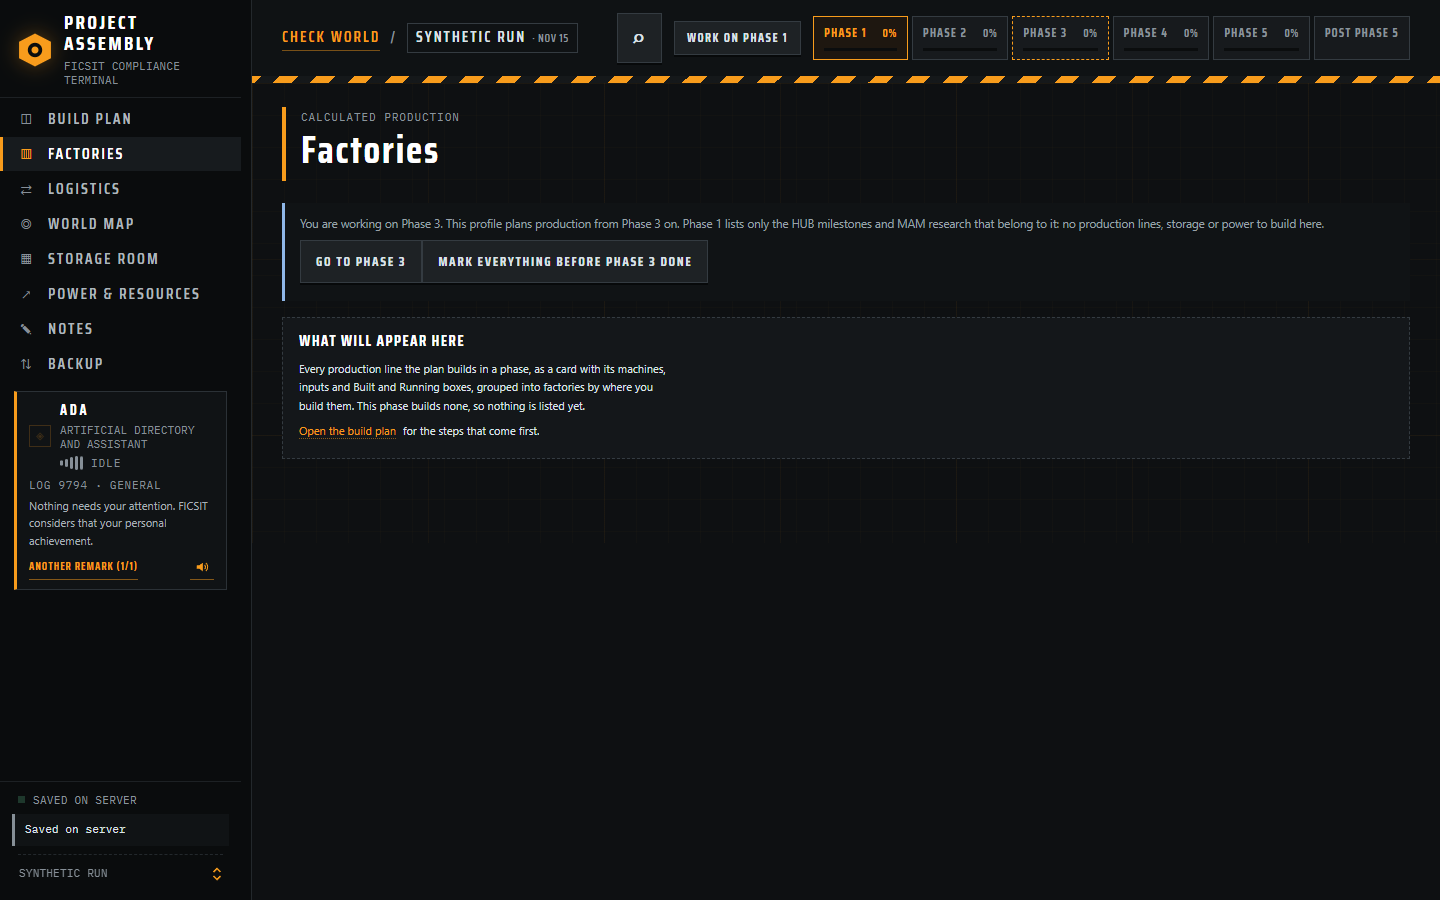 PROJECT ASSEMBLY
FICSIT COMPLIANCE TERMINAL
BUILD PLAN
FACTORIES
LOGISTICS
WORLD MAP
STORAGE ROOM
POWER & RESOURCES
NOTES
BACKUP
ADA
ARTIFICIAL DIRECTORY AND ASSISTANT
IDLE
LOG 9794 · GENERAL
Nothing needs your attention. FICSIT
considers that your personal
achievement.
ANOTHER REMARK (1/1)
SAVED ON SERVER
Saved on server
SYNTHETIC RUN
CHECK WORLD / SYNTHETIC RUN · NOV 15
WORK ON PHASE 1
PHASE 1 0%
PHASE 2 0%
PHASE 3 0%
PHASE 4 0%
PHASE 5 0%
POST PHASE 5
CALCULATED PRODUCTION
Factories
You are working on Phase 3. This profile plans production from Phase 3 on. Phase 1 lists only the HUB milestones and MAM research that belong to it: no production lines, storage or power to build here.
GO TO PHASE 3
MARK EVERYTHING BEFORE PHASE 3 DONE
WHAT WILL APPEAR HERE
Every production line the plan builds in a phase, as a card with its machines,
inputs and Built and Running boxes, grouped into factories by where you
build them. This phase builds none, so nothing is listed yet.
Open the build plan for the steps that come first.